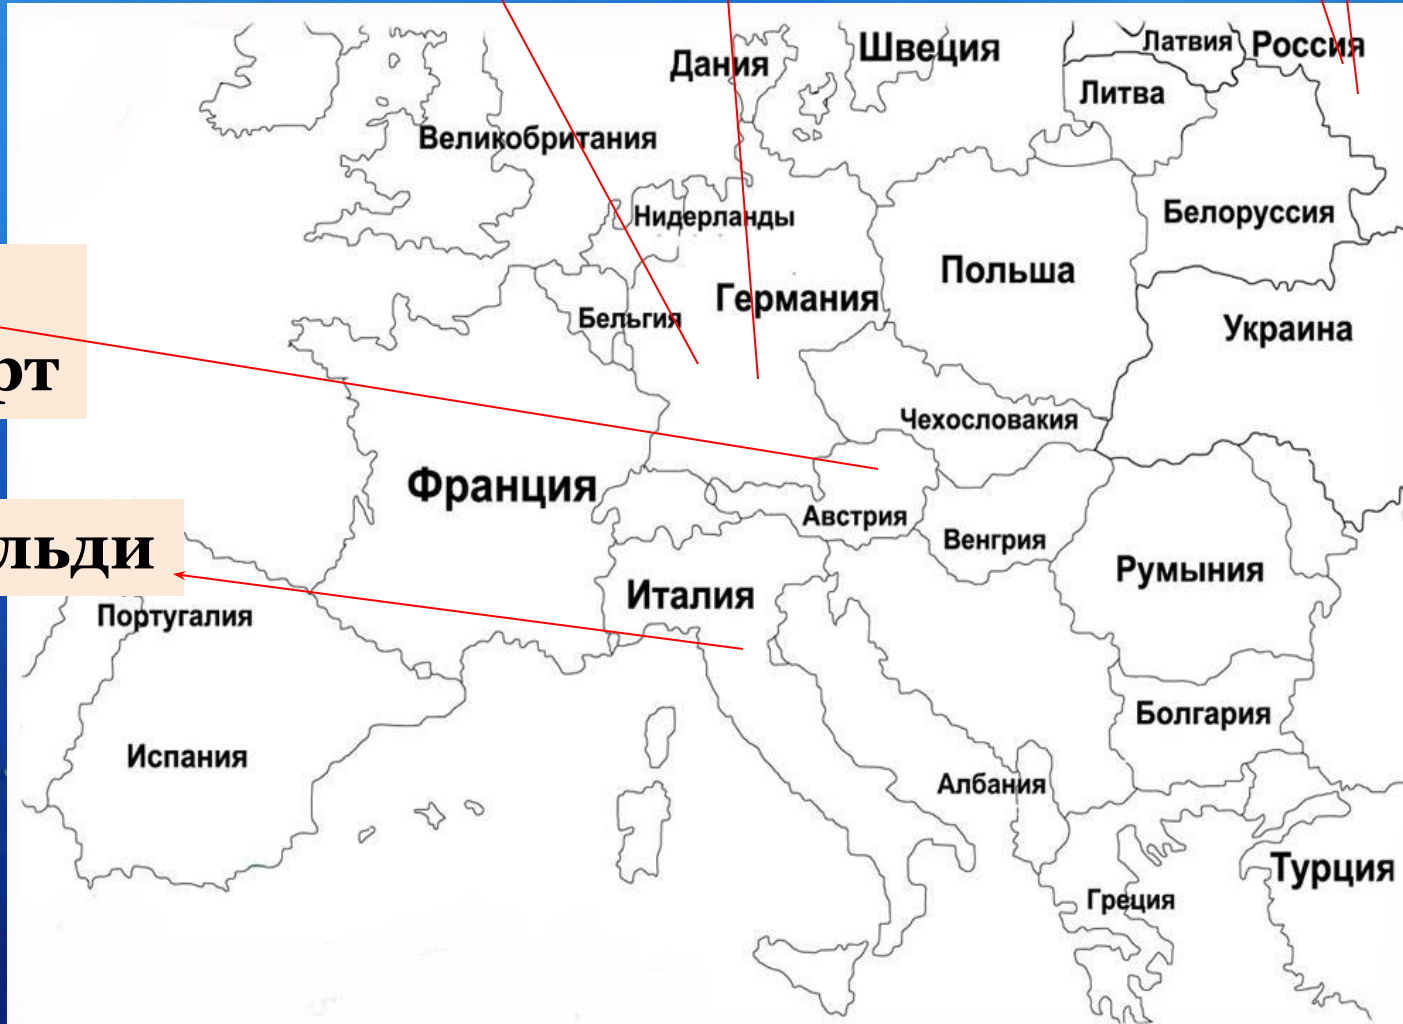 Латвия
Россия
Швеция
Дания
Литва
Великобритания
Белоруссия
Нидерланды
Польша
Германия
Бельгия
Украина
рт
Чехословакия
Франция
Австрия
Венгрия
льди
Румыния
Италия
Португалия
Болгария
Испания
Албания
Турция
Греция